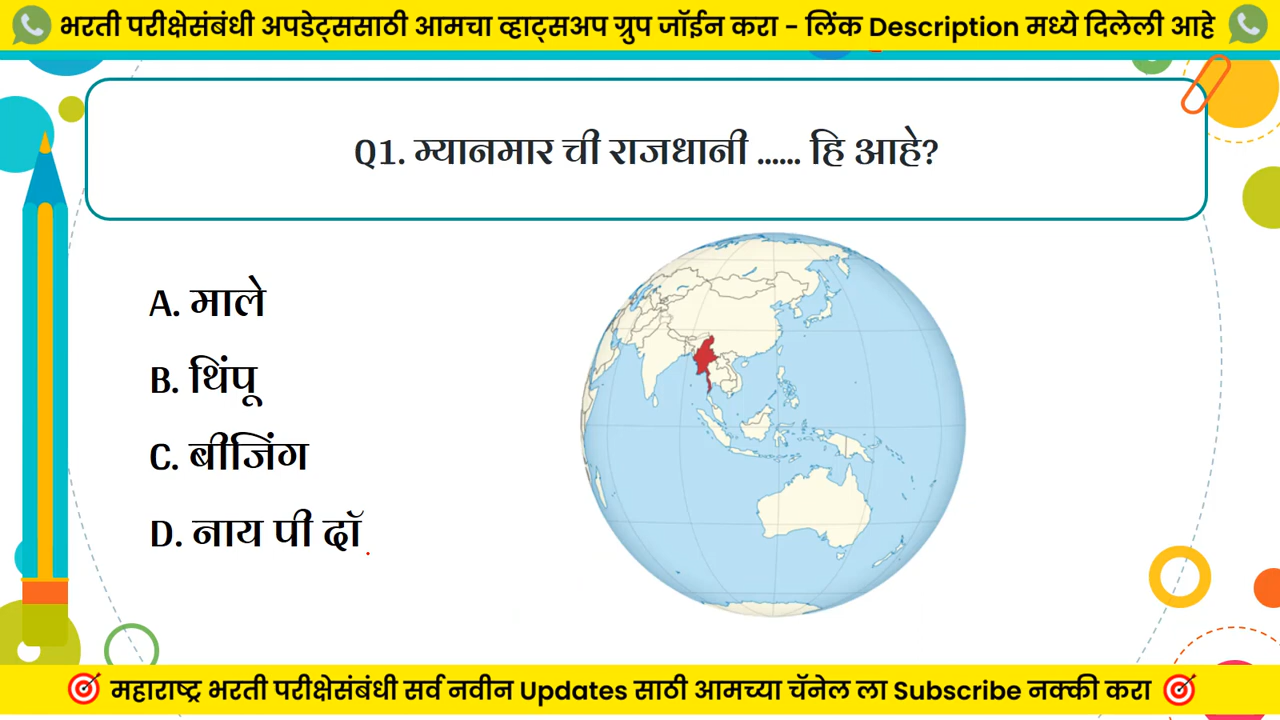 भरती परीक्षेसंबंधी अपडेट्ससाठी आमचा व्हाट्सअप ग्रुप जॉईन करा - लिंक Description मध्ये दिलेली आहे
Q1. म्यानमार ची राजधानी ...... हि आहे?
A. माले
B. थिंपू
C. बीजिंग
D. नाय पी दॉ
महाराष्ट्र भरती परीक्षेसंबंधी सर्व नवीन Updates साठी आमच्या चॅनेल ला Subscribe नक्की करा